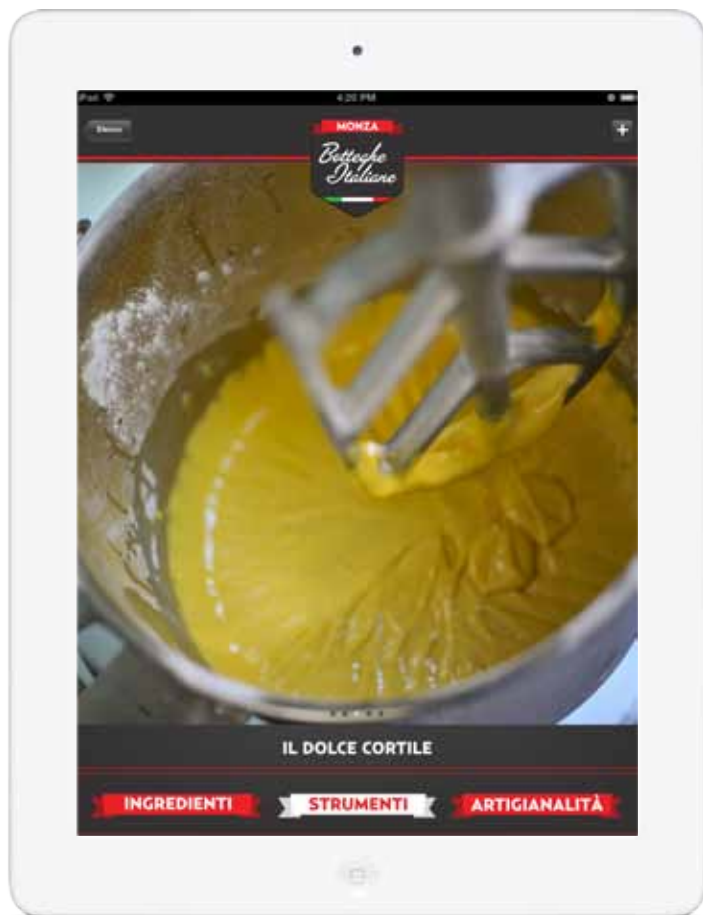 iPad
4:20 PM
MONZA
+
Botteghe
Italiane
IL DOLCE CORTILE
INGREDIENTI
STRUMENTI
ARTIGIANALITÀ